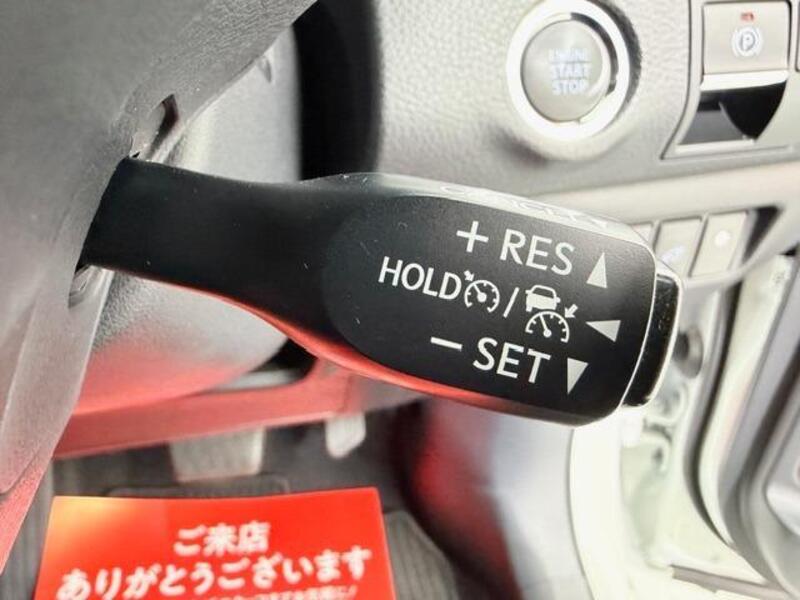 ENGINE
START
STOP
CANCEL
+ RES
HOLD /
− SET
ご来店
ありがとうございます